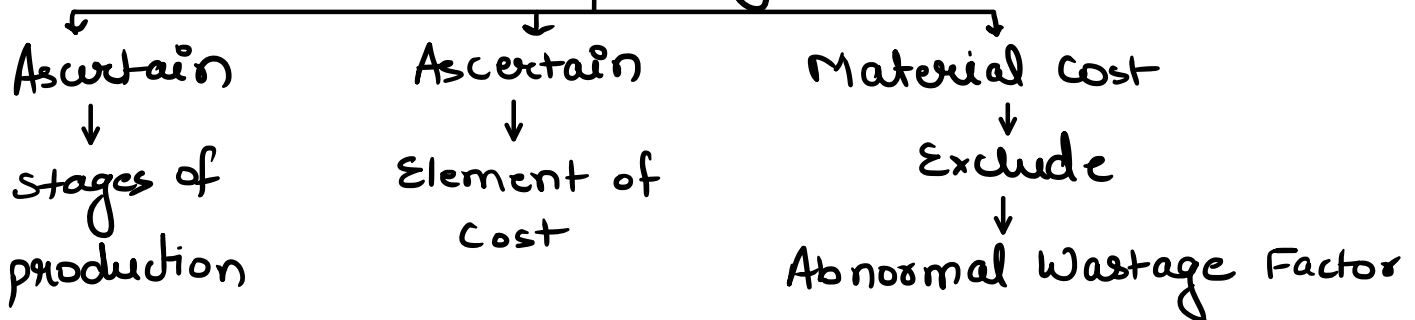 Ascertain
Ascertain
Material Cost
stages of
production
Element of
Cost
Exclude
Abnormal Wastage Factor